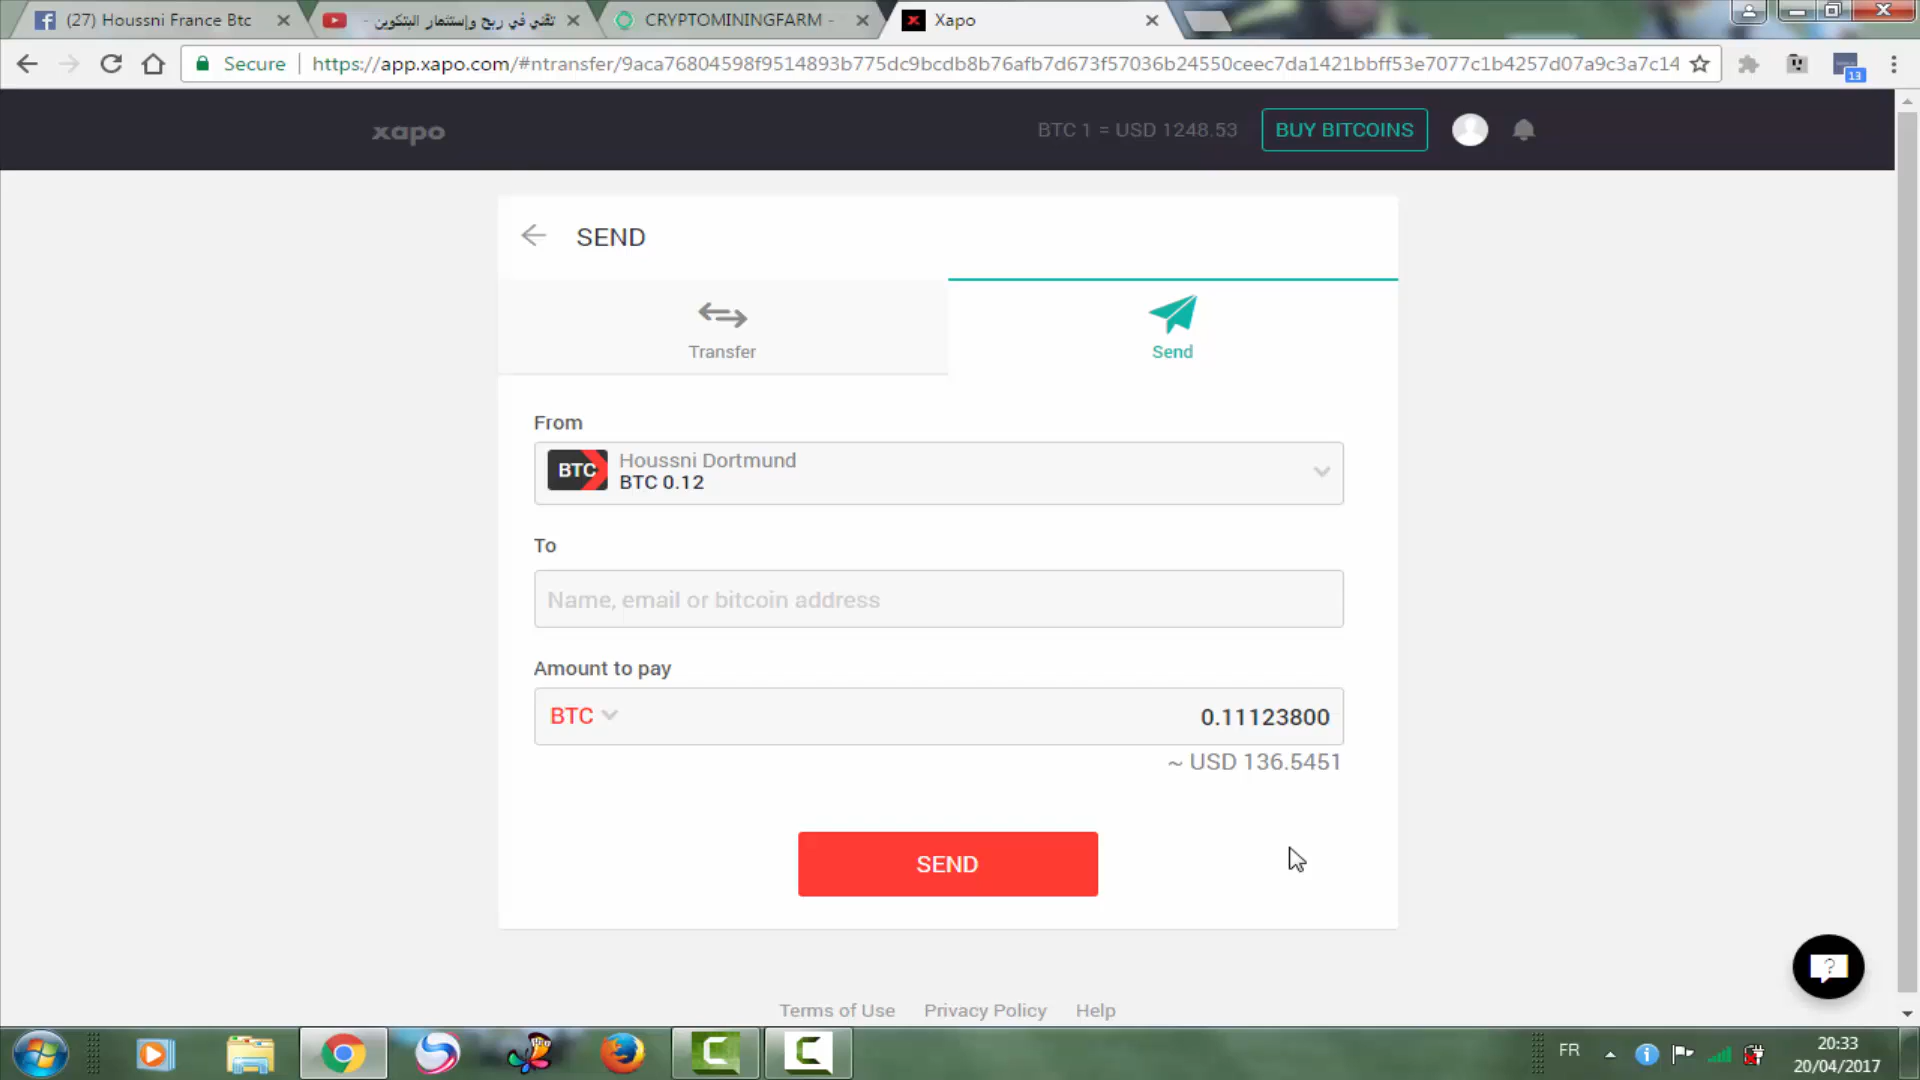 (27) Houssni France Btc
تقني في ربح وإستثمار البتكوين -
CRYPTOMININGFARM -
Xapo
Secure
https://app.xapo.com/#ntransfer/9aca76804598f9514893b775dc9bcdb8b76afb7d673f57036b24550ceec7da1421bbff53e7077c1b4257d07a9c3a7c14
13
xapo
BTC 1 = USD 1248.53
BUY BITCOINS
SEND
Transfer
Send
From
BTC
Houssni Dortmund
BTC 0.12
To
Name, email or bitcoin address
Amount to pay
BTC
0.11123800
~ USD 136.5451
SEND
?
Terms of Use
Privacy Policy
Help
FR
20:33
20/04/2017